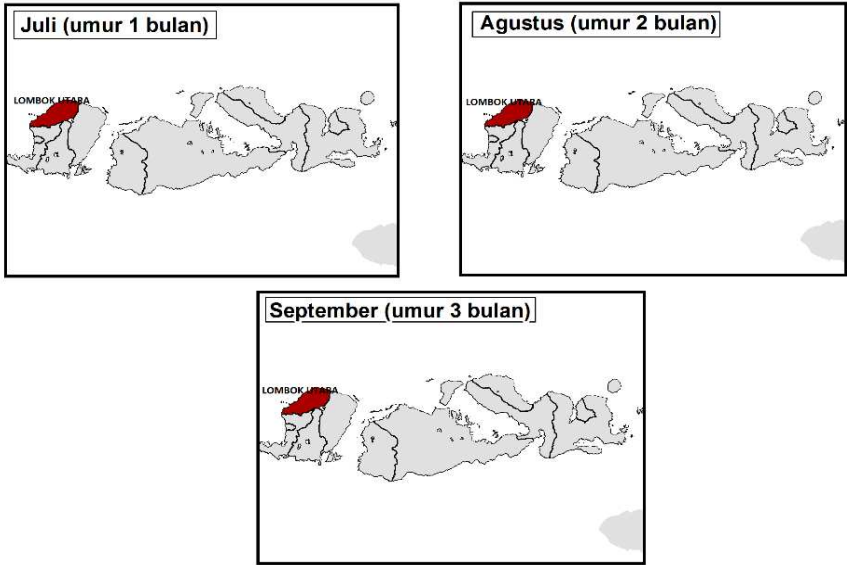 Juli (umur 1 bulan)
LOMBOK UTARA
Agustus (umur 2 bulan)
LOMBOK UTARA
September (umur 3 bulan)
LOMBOK UTARA